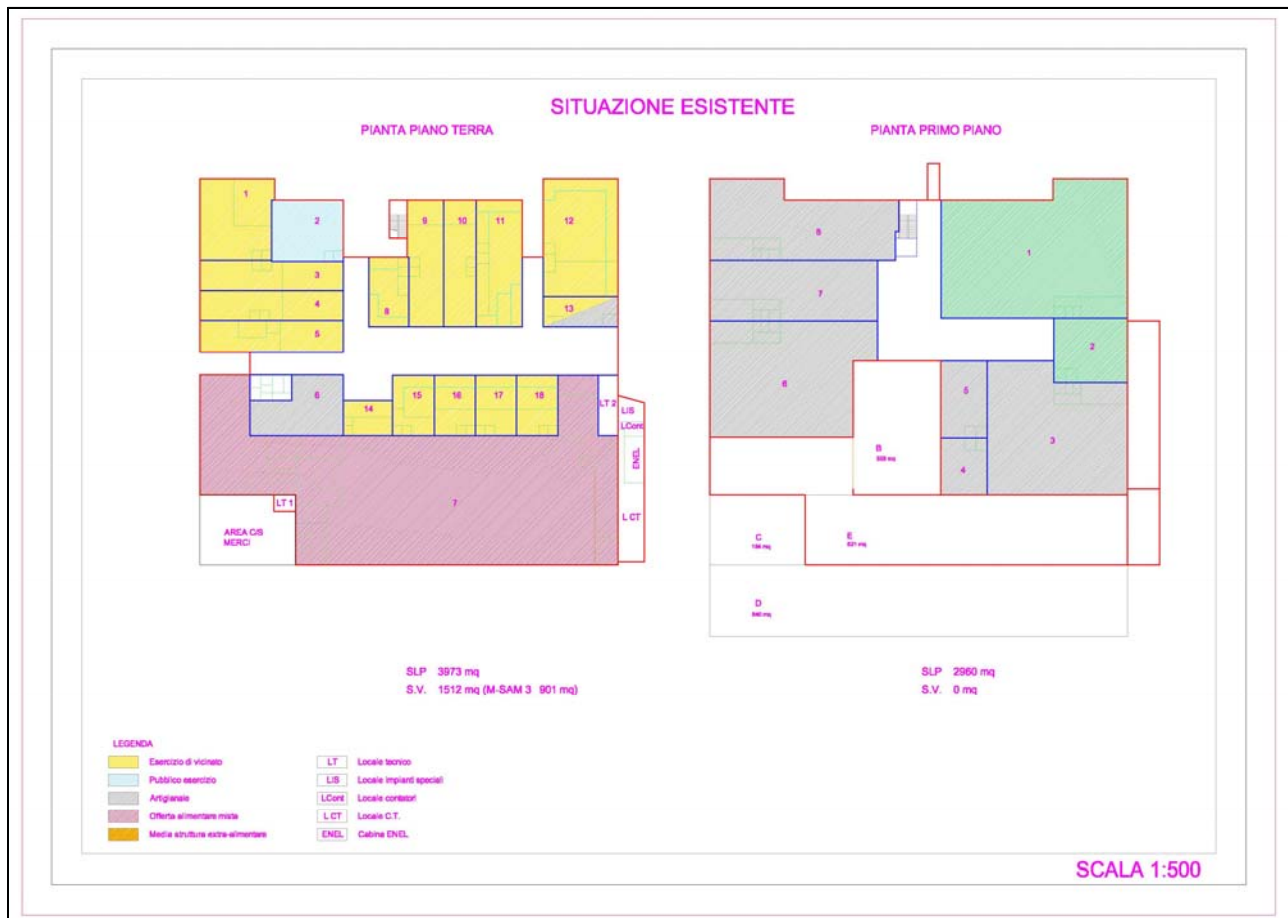 SITUAZIONE ESISTENTE
PIANTA PIANO TERRA
PIANTA PRIMO PIANO
1
2
3
4
5
6
7
8
9
10
11
12
13
14
15
16
17
18
LT 1
LT 2
LIS
LCont
ENEL
L CT
AREA C/S
MERCI
1
2
3
4
5
6
7
8
B
C
D
E
621 mq
SLP 3973 mq
S.V. 1512 mq (M-SAM 3 901 mq)
SLP 2960 mq
S.V. 0 mq
LEGENDA
Esercizio di vicinato
Pubblico esercizio
Artigianale
Offerta alimentare mista
Media struttura extra-alimentare
LT Locale tecnico
LIS Locale impianti speciali
LCont Locale contatori
L CT Locale C.T.
ENEL Cabina ENEL
SCALA 1:500